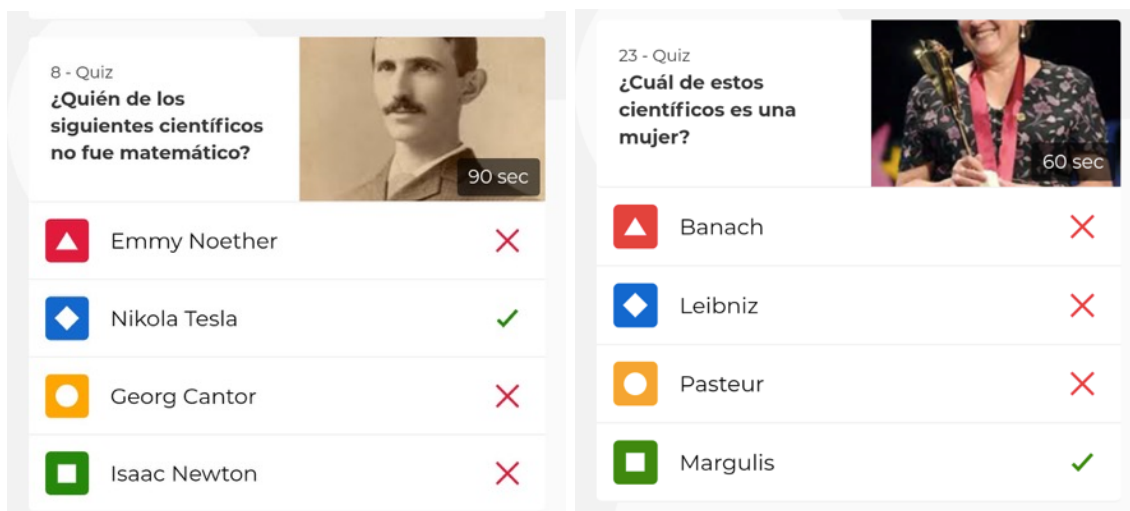 8 - Quiz
¿Quién de los
siguientes científicos
no fue matemático?
90 sec
Emmy Noether
Nikola Tesla
Georg Cantor
Isaac Newton
23 - Quiz
¿Cuál de estos
científicos es una
mujer?
60 sec
Banach
Leibniz
Pasteur
Margulis